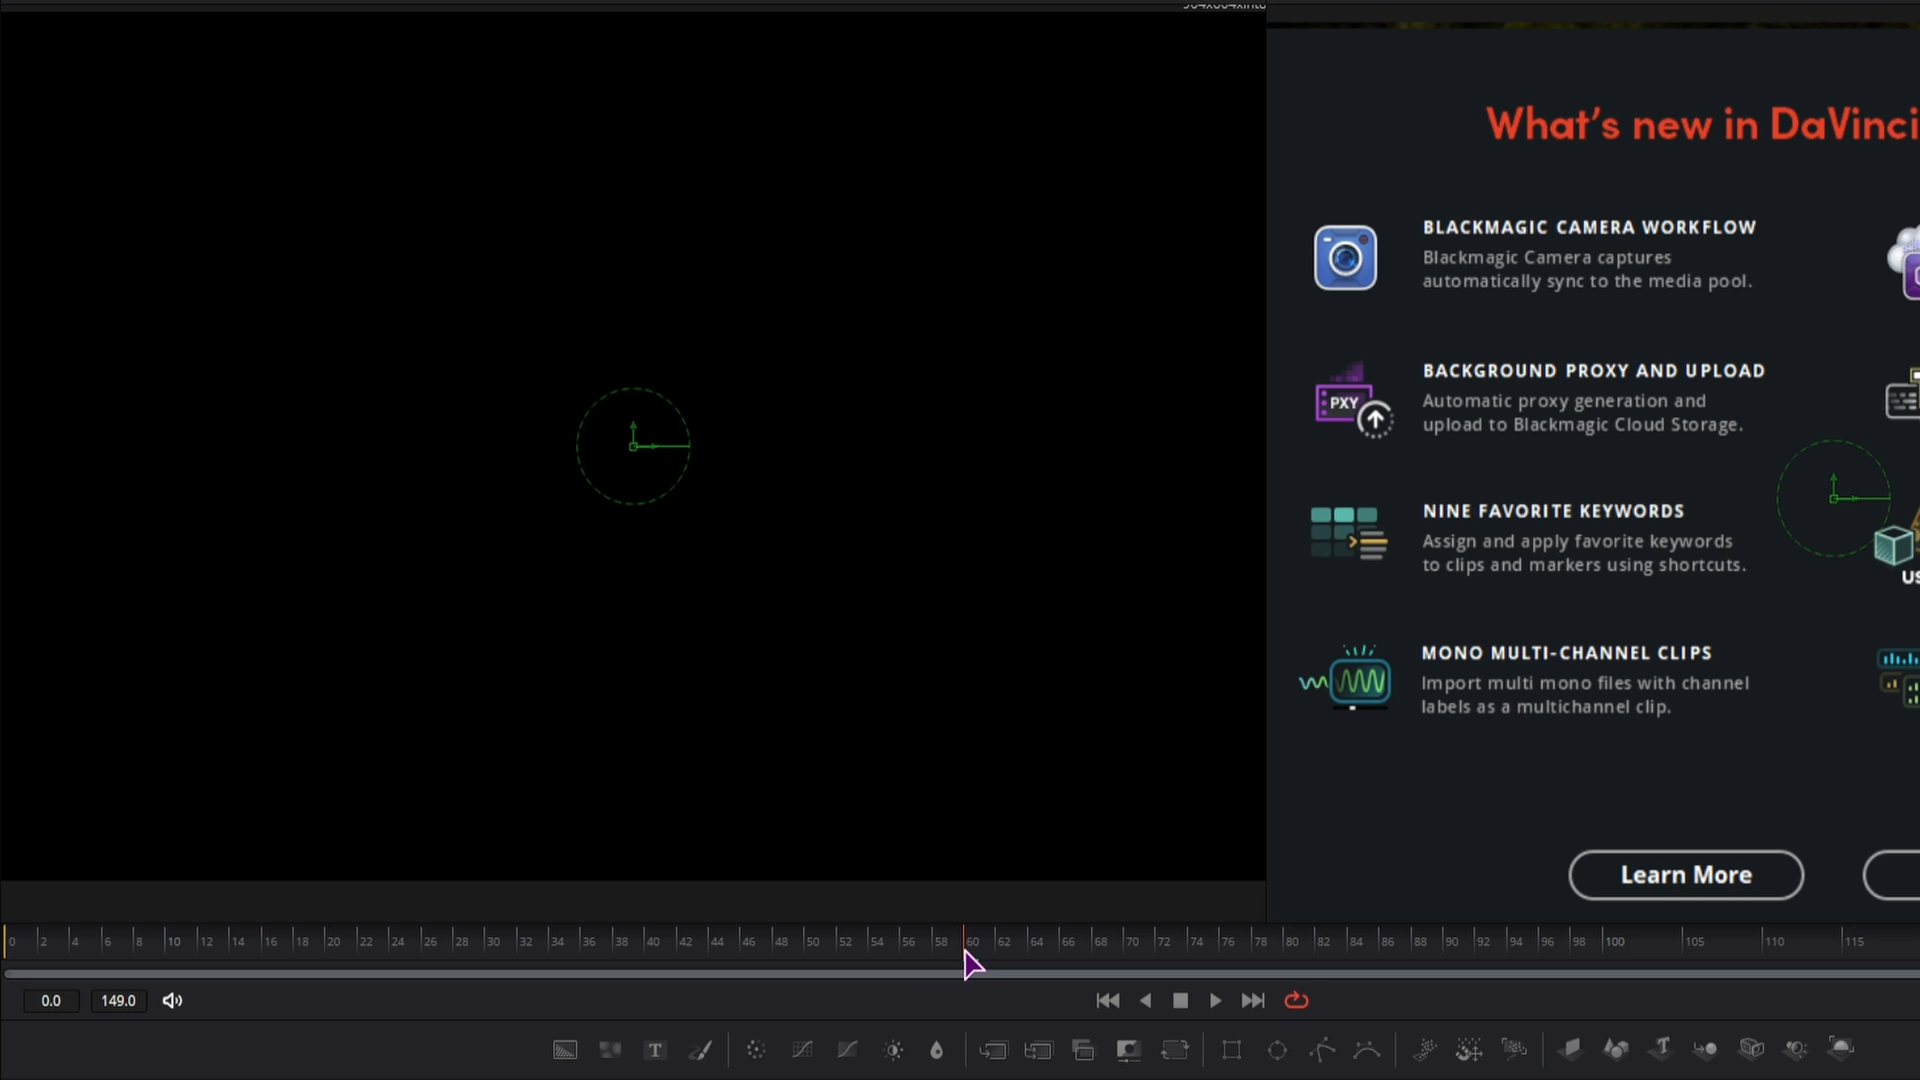 What's new in DaVinci
BLACKMAGIC CAMERA WORKFLOW
Blackmagic Camera captures
automatically sync to the media pool.
BACKGROUND PROXY AND UPLOAD
Automatic proxy generation and
upload to Blackmagic Cloud Storage.
PXY
NINE FAVORITE KEYWORDS
Assign and apply favorite keywords
to clips and markers using shortcuts.
MONO MULTI-CHANNEL CLIPS
Import multi mono files with channel
labels as a multichannel clip.
Learn More
0 2 4 6 8 10 12 14 16 18 20 22 24 26 28 30 32 34 36 38 40 42 44 46 48 50 52 54 56 58 60 62 64 66 68 70 72 74 76 78 80 82 84 86 88 90 92 94 96 98 100 105 110 115
0.0 149.0
T